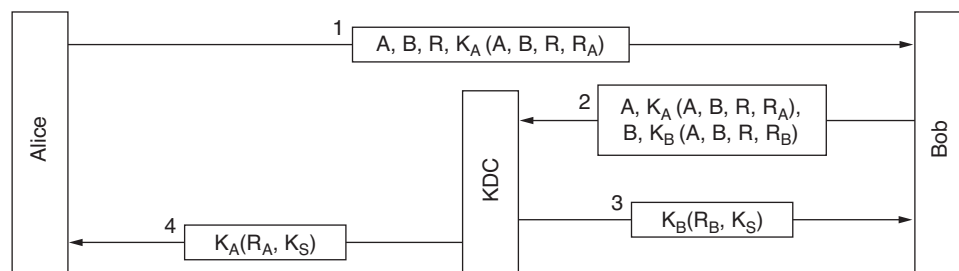 1
A, B, R, K_A (A, B, R, R_A)
Alice
2
A, K_A (A, B, R, R_A),
B, K_B (A, B, R, R_B)
KDC
Bob
3
K_B(R_B, K_S)
4
K_A(R_A, K_S)